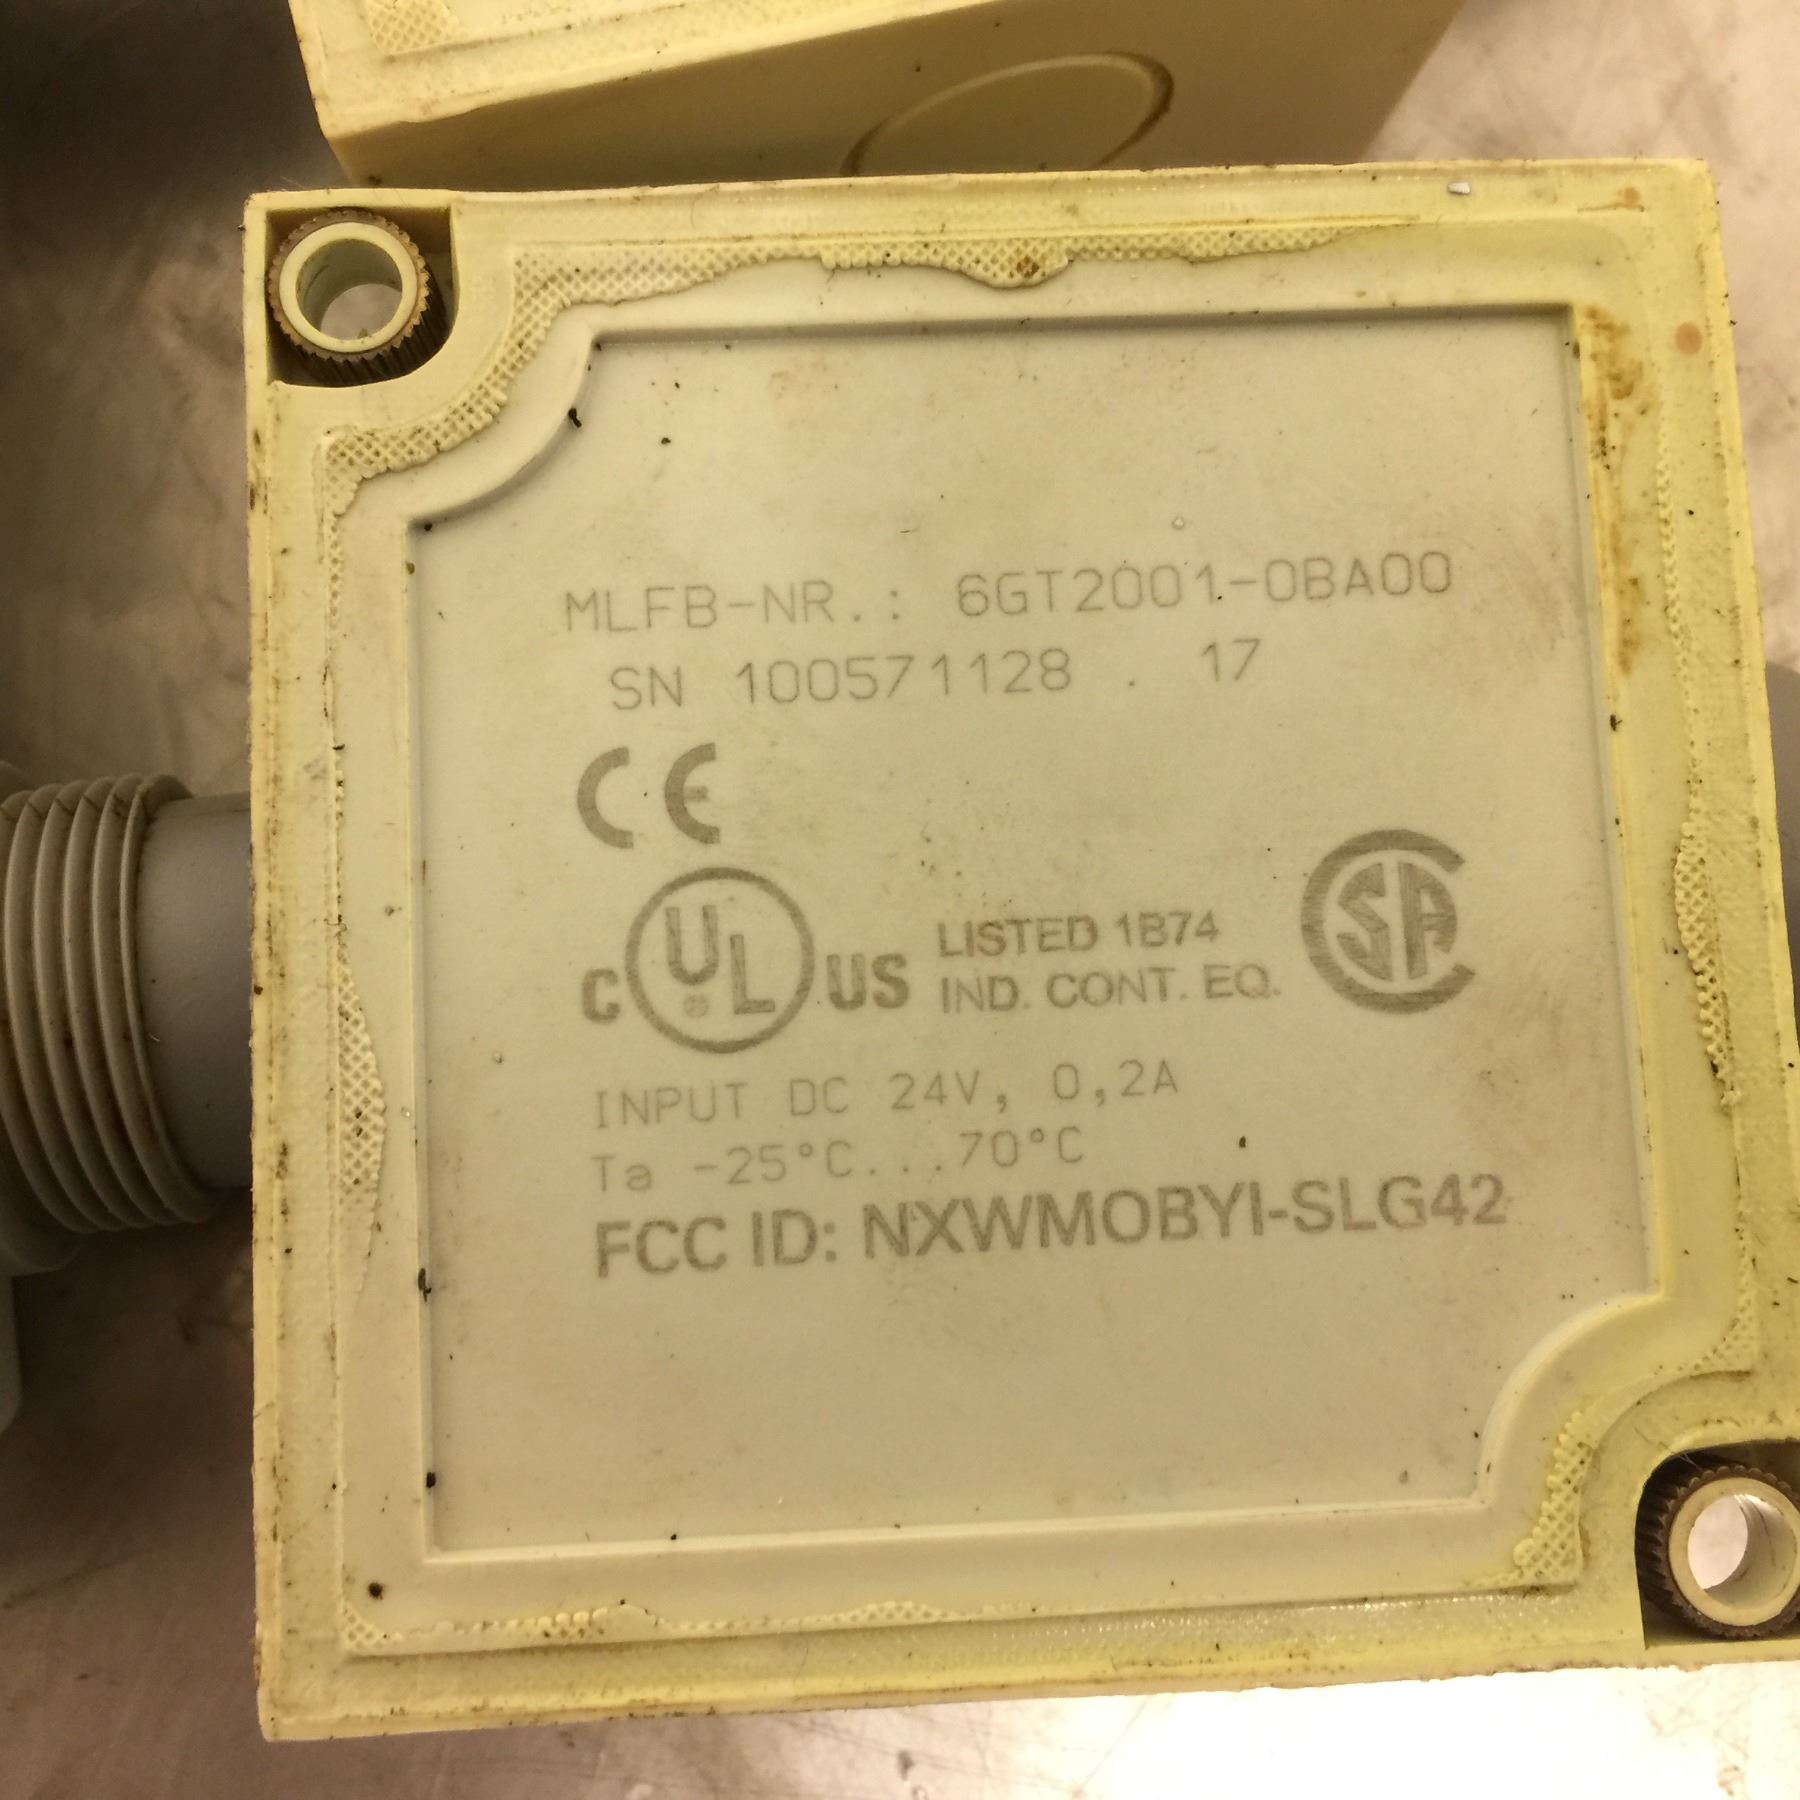 MLFB-NR.: 6GT2001-0BA00
SN 100571128 . 17
CE
C UL ® US LISTED 1B74
IND. CONT. EQ.
CSA
INPUT DC 24V, 0,2A
Ta -25°C...70°C
FCC ID: NXWMOBYI-SLG42